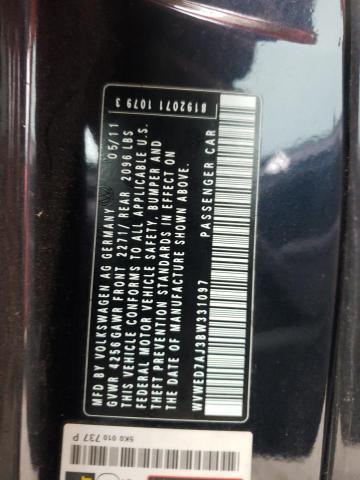 8192071 1079 3
MFD BY VOLKSWAGEN AG GERMANY 05/11
GVWR 4256 GAWR FRONT 2271/ REAR 2096 LBS
THIS VEHICLE CONFORMS TO ALL APPLICABLE U.S.
FEDERAL MOTOR VEHICLE SAFETY, BUMPER AND
THEFT PREVENTION STANDARDS IN EFFECT ON
DATE OF MANUFACTURE SHOWN ABOVE.
WVWED7AJ3BW331097 PASSENGER CAR
5K0 010 737 P